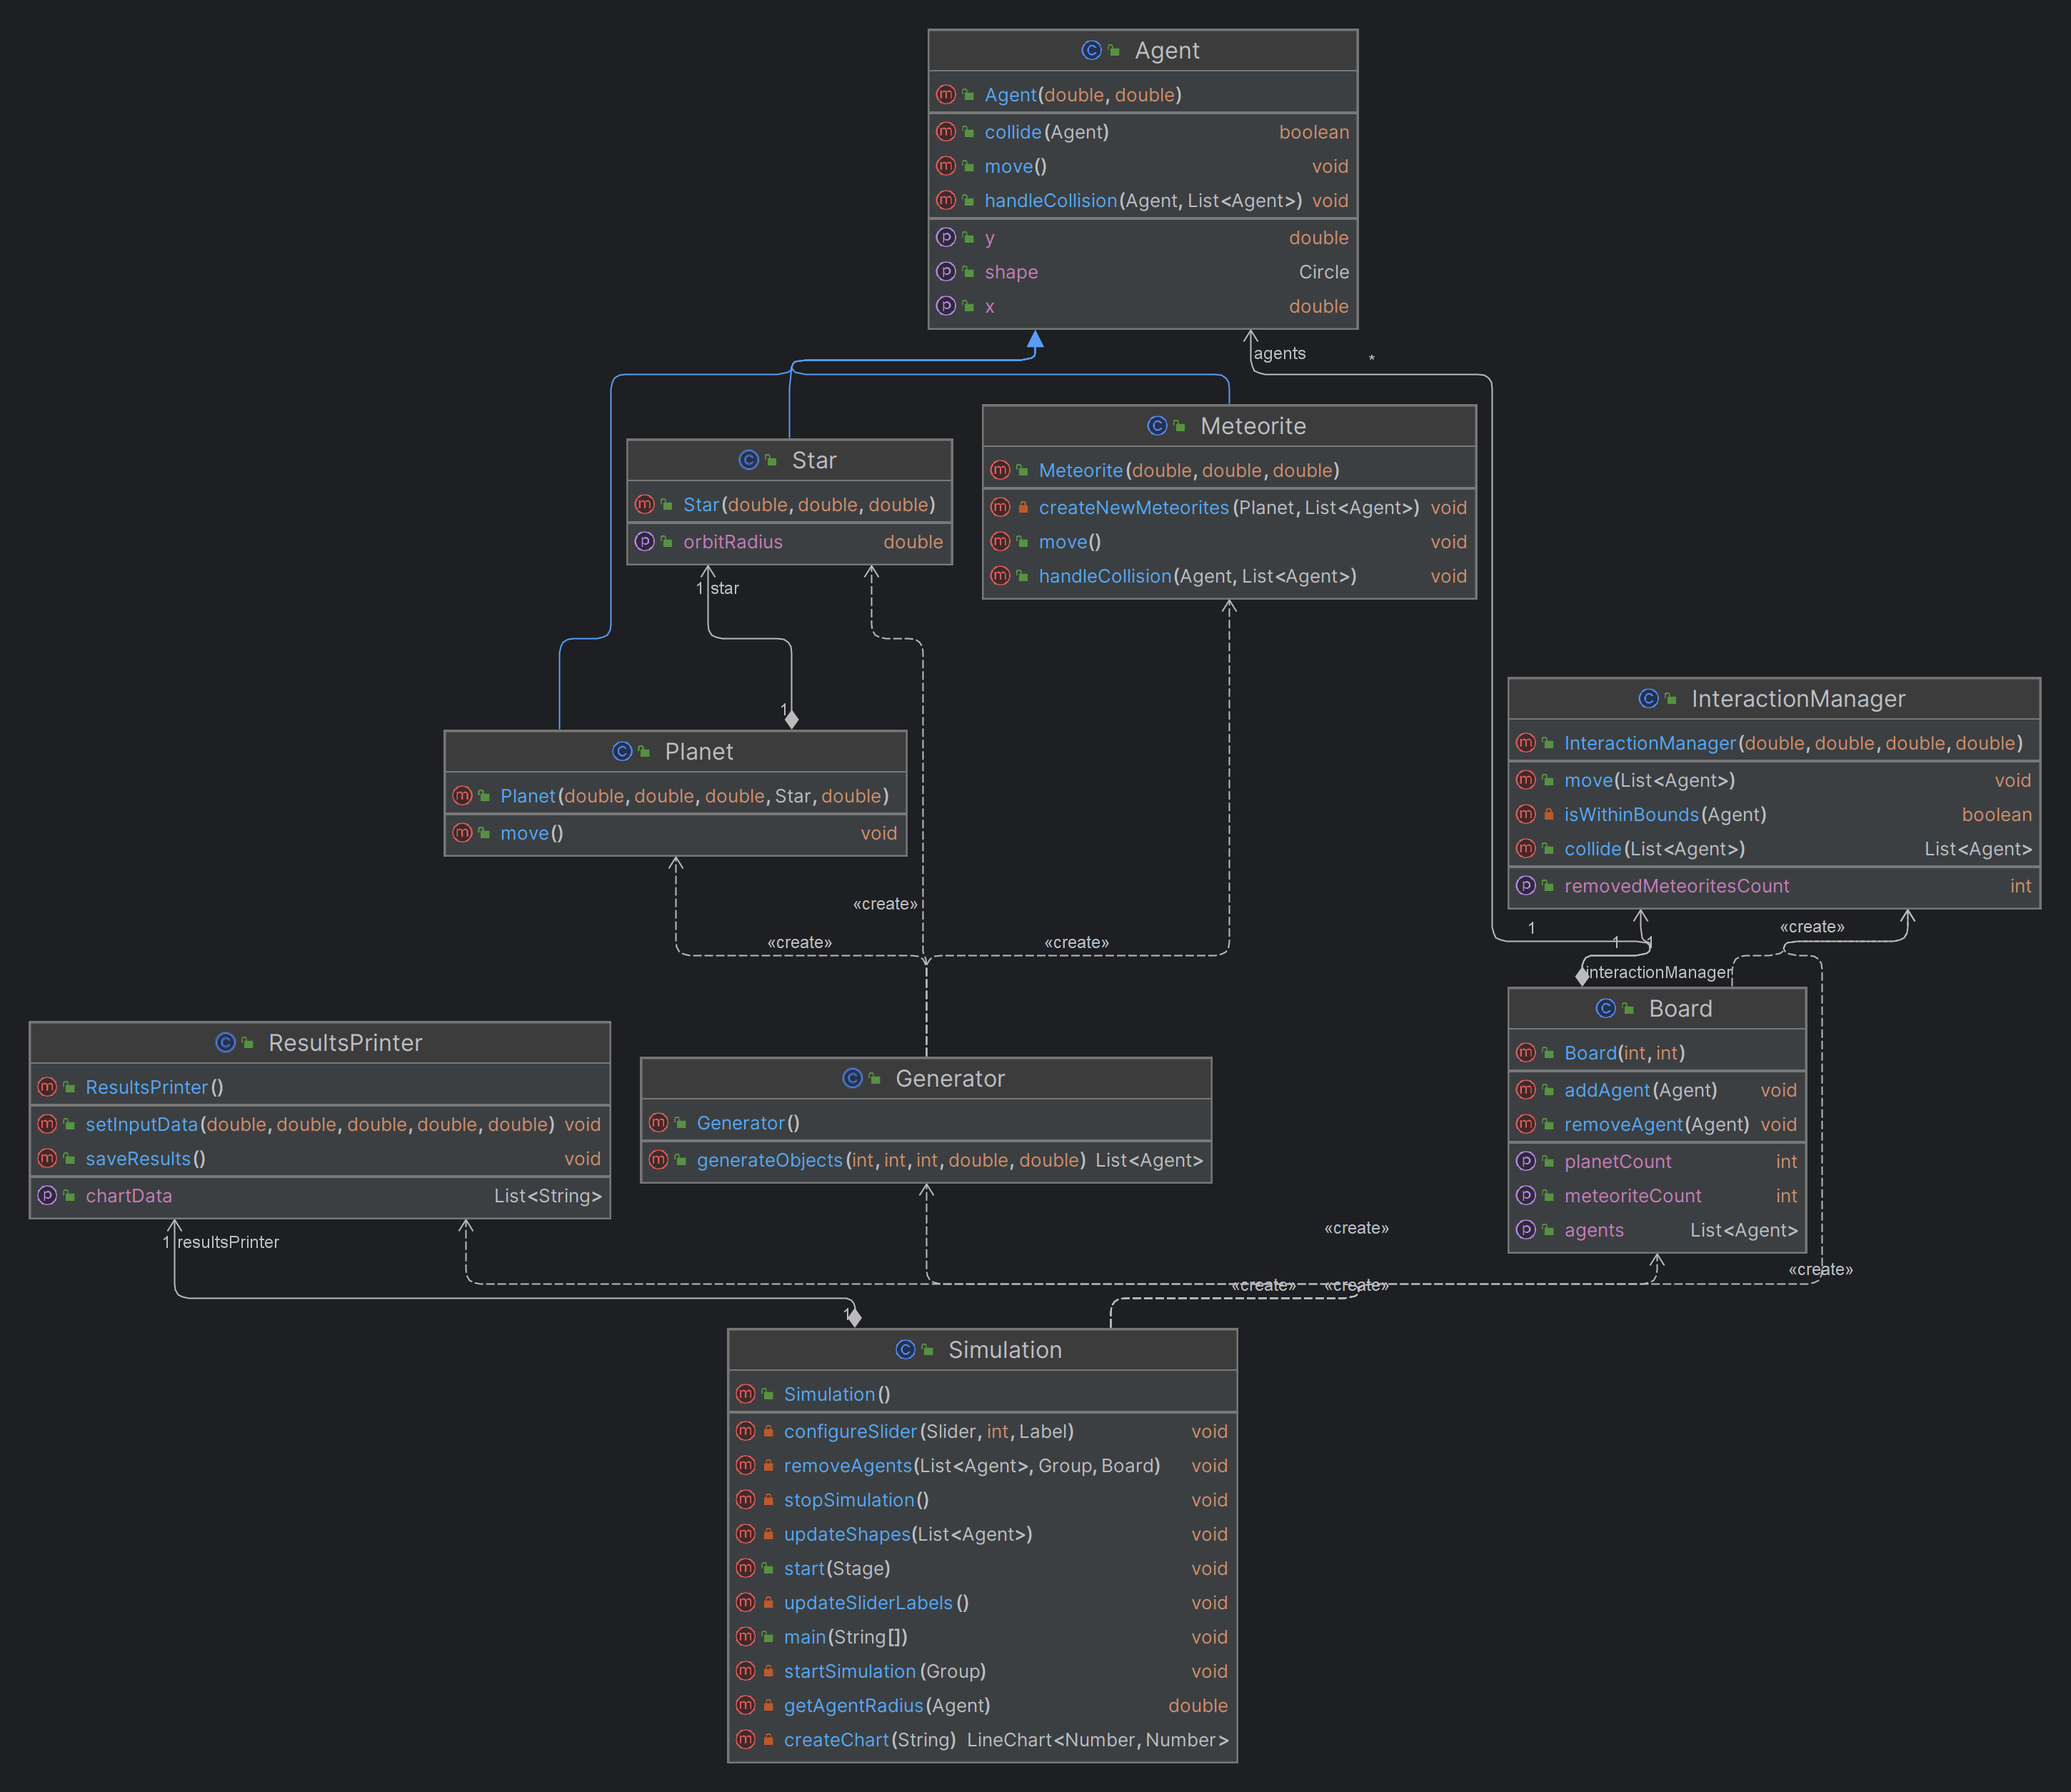 Agent
Agent(double, double)
collide(Agent) boolean
move() void
handleCollision(Agent, List<Agent>) void
y double
shape Circle
x double
agents *
Meteorite
Meteorite(double, double, double)
createNewMeteorites(Planet, List<Agent>) void
move() void
handleCollision(Agent, List<Agent>) void
Star
Star(double, double, double)
orbitRadius double
1 star
1
Planet
Planet(double, double, double, Star, double)
move() void
InteractionManager
InteractionManager(double, double, double, double)
move(List<Agent>) void
isWithinBounds(Agent) boolean
collide(List<Agent>) List<Agent>
removedMeteoritesCount int
«create»
«create» «create»
1 «create»
1 1
interactionManager
Board
Board(int, int)
addAgent(Agent) void
removeAgent(Agent) void
planetCount int
meteoriteCount int
agents List<Agent>
ResultsPrinter
ResultsPrinter()
setInputData(double, double, double, double, double) void
saveResults() void
chartData List<String>
Generator
Generator()
generateObjects(int, int, int, double, double) List<Agent>
1 resultsPrinter
«create»
«create»
«create» «create»
1
Simulation
Simulation()
configureSlider(Slider, int, Label) void
removeAgents(List<Agent>, Group, Board) void
stopSimulation() void
updateShapes(List<Agent>) void
start(Stage) void
updateSliderLabels() void
main(String[]) void
startSimulation(Group) void
getAgentRadius(Agent) double
createChart(String) LineChart<Number, Number>